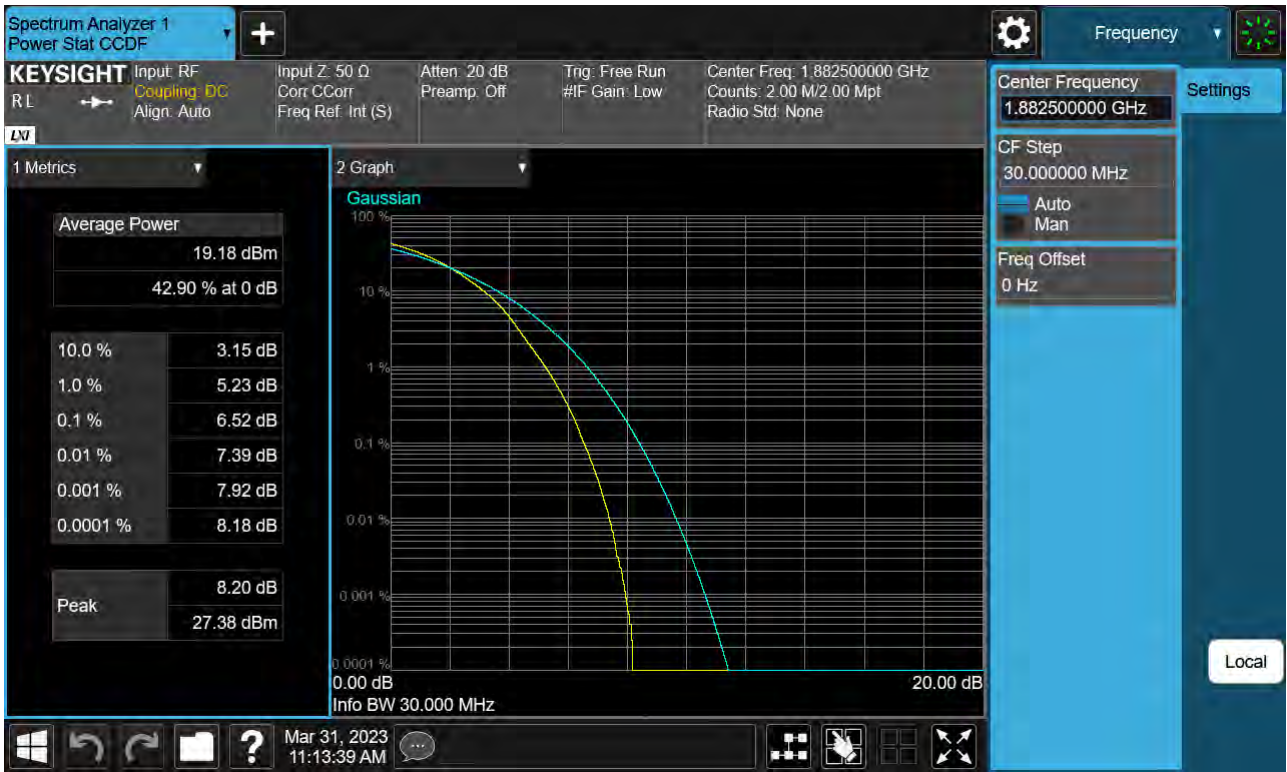 Spectrum Analyzer 1
Power Stat CCDF
Frequency
KEYSIGHT
RL
LXI
Input: RF
Coupling: DC
Align: Auto
Input Z: 50 Ω
Corr CCorr
Freq Ref: Int (S)
Atten: 20 dB
Preamp: Off
Trig: Free Run
#IF Gain: Low
Center Freq: 1.882500000 GHz
Counts: 2.00 M/2.00 Mpt
Radio Std: None
Center Frequency
1.882500000 GHz
Settings
CF Step
30.000000 MHz
Auto
Man
Freq Offset
0 Hz
Local
1 Metrics
Average Power
19.18 dBm
42.90 % at 0 dB
10.0 % 3.15 dB
1.0 % 5.23 dB
0.1 % 6.52 dB
0.01 % 7.39 dB
0.001 % 7.92 dB
0.0001 % 8.18 dB
Peak 8.20 dB
27.38 dBm
2 Graph
Gaussian
100 %
10 %
1 %
0.1 %
0.01 %
0.001 %
0.0001 %
0.00 dB 20.00 dB
Info BW 30.000 MHz
?
Mar 31, 2023
11:13:39 AM